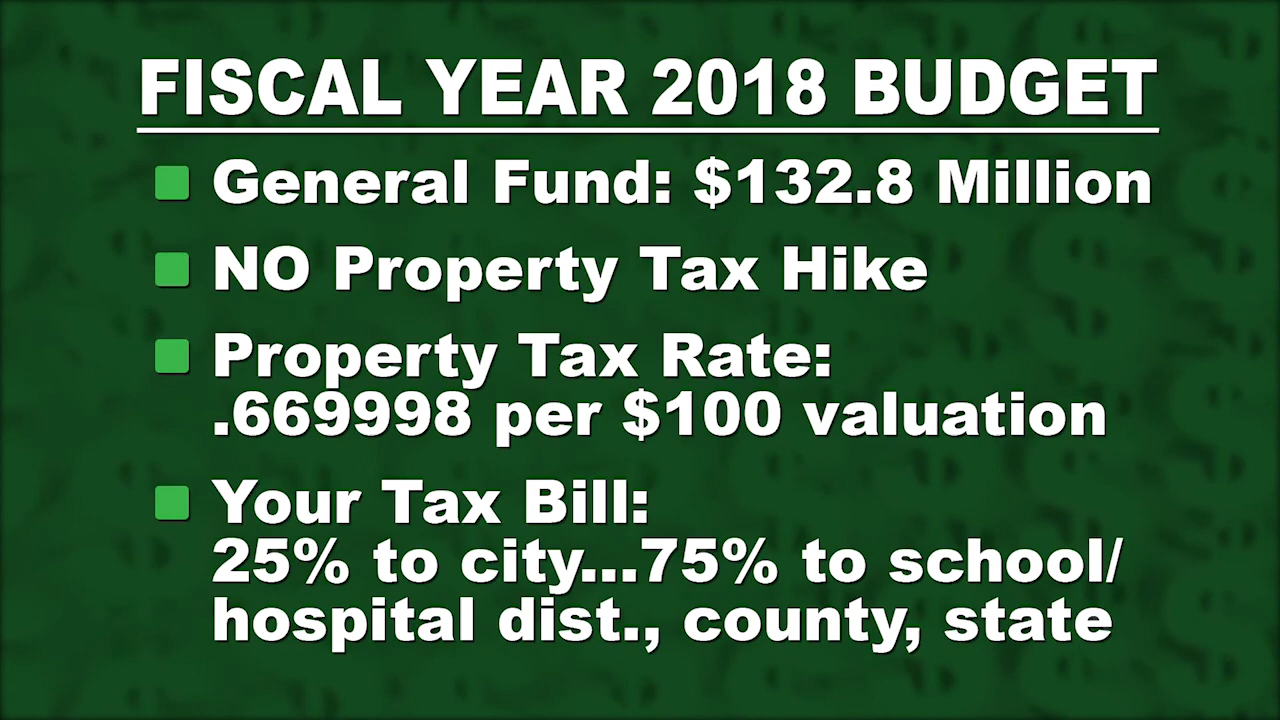 FISCAL YEAR 2018 BUDGET
General Fund: $132.8 Million
NO Property Tax Hike
Property Tax Rate:
.669998 per $100 valuation
Your Tax Bill:
25% to city...75% to school/
hospital dist., county, state